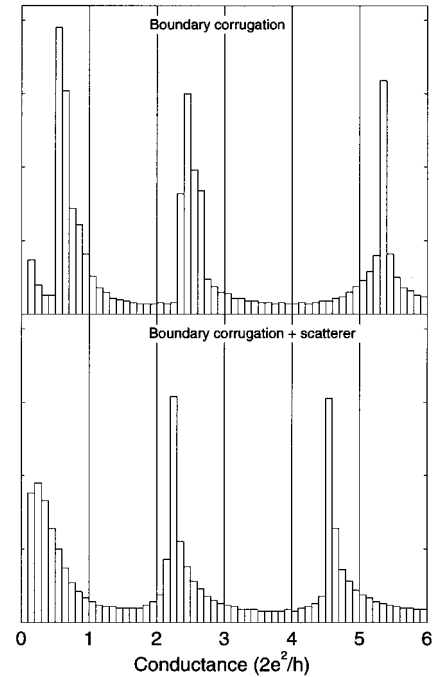 Boundary corrugation
Boundary corrugation + scatterer
0 1 2 3 4 5 6
Conductance (2e²/h)